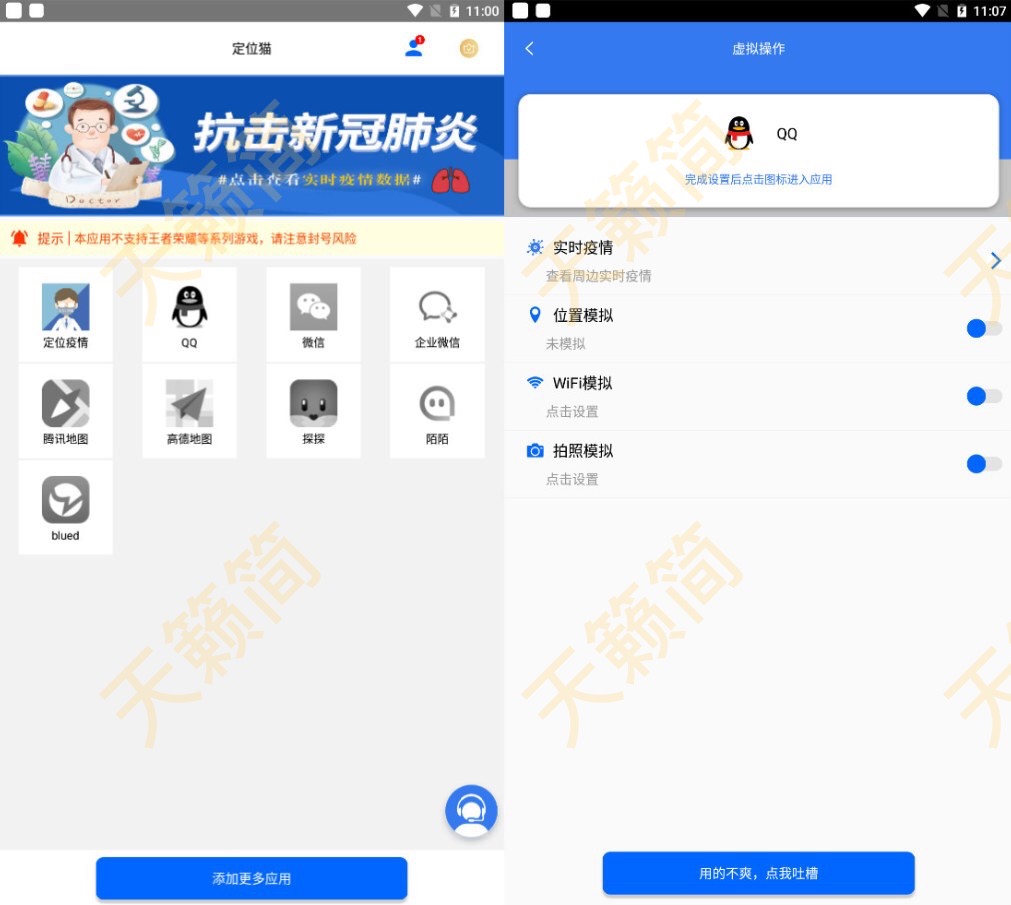 11:00
定位猫
1
抗击新冠肺炎
#点击查看实时疫情数据#
Doctor
提示 | 本应用不支持王者荣耀等系列游戏，请注意封号风险
定位疫情
QQ
微信
企业微信
腾讯地图
高德地图
探探
陌陌
blued
添加更多应用
11:07
虚拟操作
QQ
完成设置后点击图标进入应用
实时疫情
查看周边实时疫情
位置模拟
未模拟
WiFi模拟
点击设置
拍照模拟
点击设置
用的不爽，点我吐槽
天籁简
天籁简
天籁简
天籁简
天
天